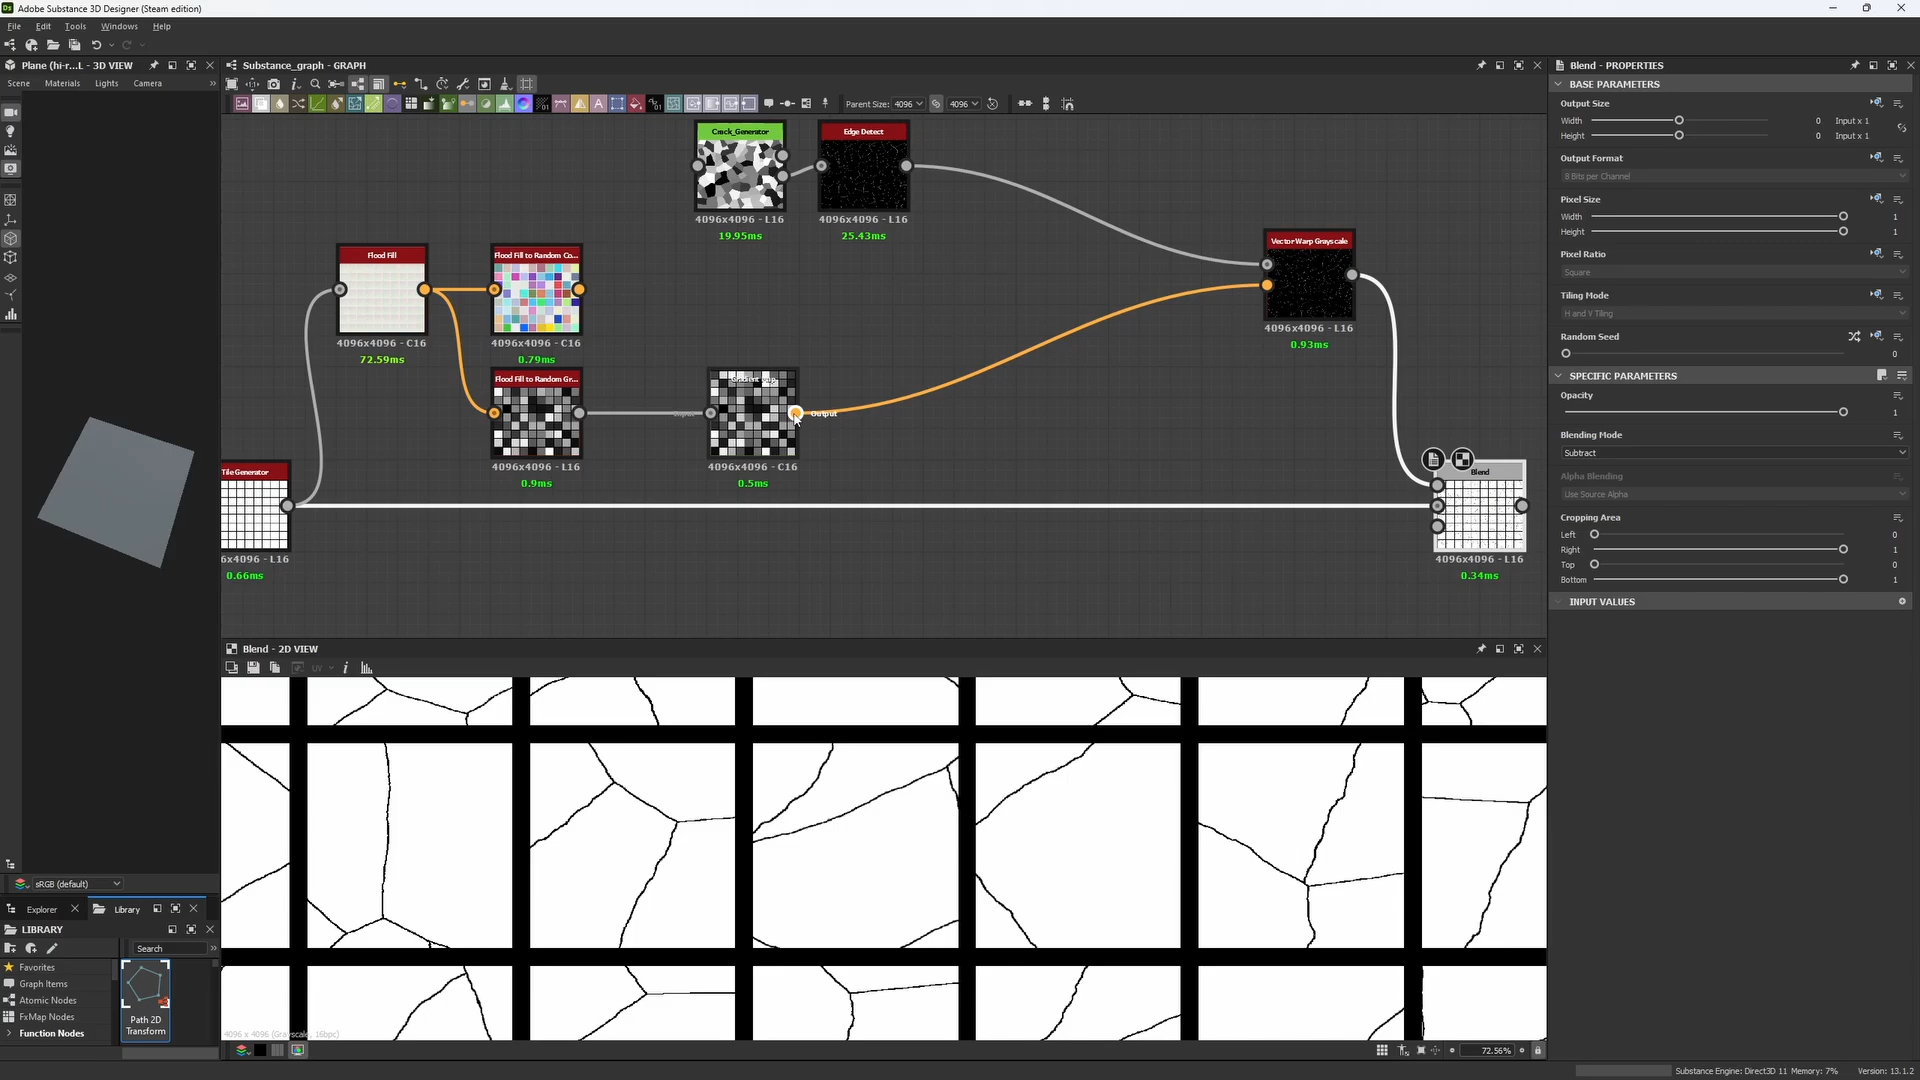 Adobe Substance 3D Designer (Steam edition)
File Edit Tools Windows Help
Plane (hi-r...L - 3D VIEW
Scene Materials Lights Camera
Substance_graph - GRAPH
Parent Size: 4096 4096
Crack_Generator
4096x4096 - L16
19.95ms
Edge Detect
4096x4096 - L16
25.43ms
Flood Fill
4096x4096 - C16
72.59ms
Flood Fill to Random Co...
4096x4096 - C16
0.79ms
Flood Fill to Random Gr...
4096x4096 - L16
0.9ms
Input
Gradient Map
Output
4096x4096 - C16
0.5ms
Vector Warp Grayscale
4096x4096 - L16
0.93ms
Tile Generator
6x4096 - L16
0.66ms
Blend
4096x4096 - L16
0.34ms
Blend - 2D VIEW
UV
4096 x 4096 (Grayscale, 16bpc)
72.56%
Blend - PROPERTIES
BASE PARAMETERS
Output Size
Width 0 Input x 1
Height 0 Input x 1
Output Format
8 Bits per Channel
Pixel Size
Width 1
Height 1
Pixel Ratio
Square
Tiling Mode
H and V Tiling
Random Seed
0
SPECIFIC PARAMETERS
Opacity
1
Blending Mode
Subtract
Alpha Blending
Use Source Alpha
Cropping Area
Left 0
Right 1
Top 0
Bottom 1
INPUT VALUES
sRGB (default)
Explorer Library
LIBRARY
Search
Favorites
Graph Items
Atomic Nodes
FxMap Nodes
Function Nodes
Path 2D
Transform
Substance Engine: Direct3D 11 Memory: 7% Version: 13.1.2